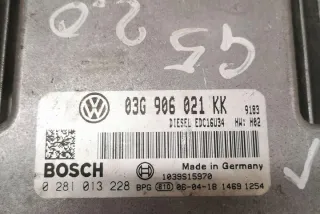 G5 2.0
03G 906 021 KK 9183
DIESEL EDC16U34 HW: H02
BOSCH
Made in Germany
1039S15970
0 281 013 228 BPG 06-04-18 1469 1254